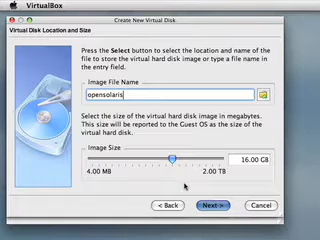 VirtualBox
Create New Virtual Disk
Virtual Disk Location and Size
Press the Select button to select the location and name of the
file to store the virtual hard disk image or type a file name in
the entry field.
Image File Name
opensolaris
Select the size of the virtual hard disk image in megabytes.
This size will be reported to the Guest OS as the size of the
virtual hard disk.
Image Size
16.00 GB
4.00 MB
2.00 TB
< Back
Next >
Cancel